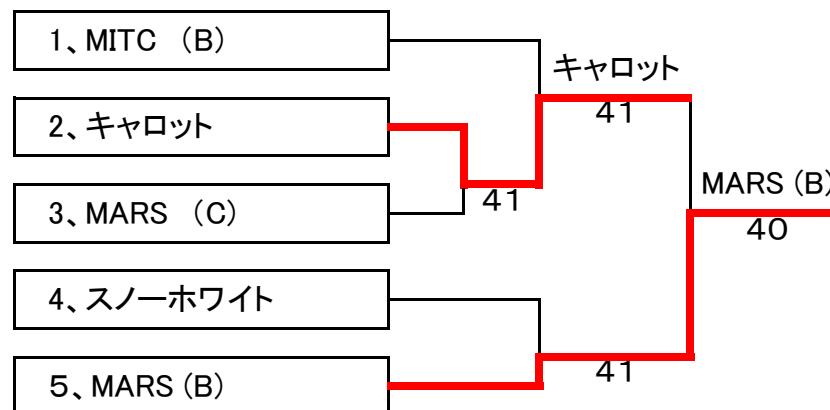 1、MITC （B）
キャロット
2、キャロット
４１
MARS（B）
3、MARS （C）
４１
４０
4、スノーホワイト
４１
５、MARS（B）